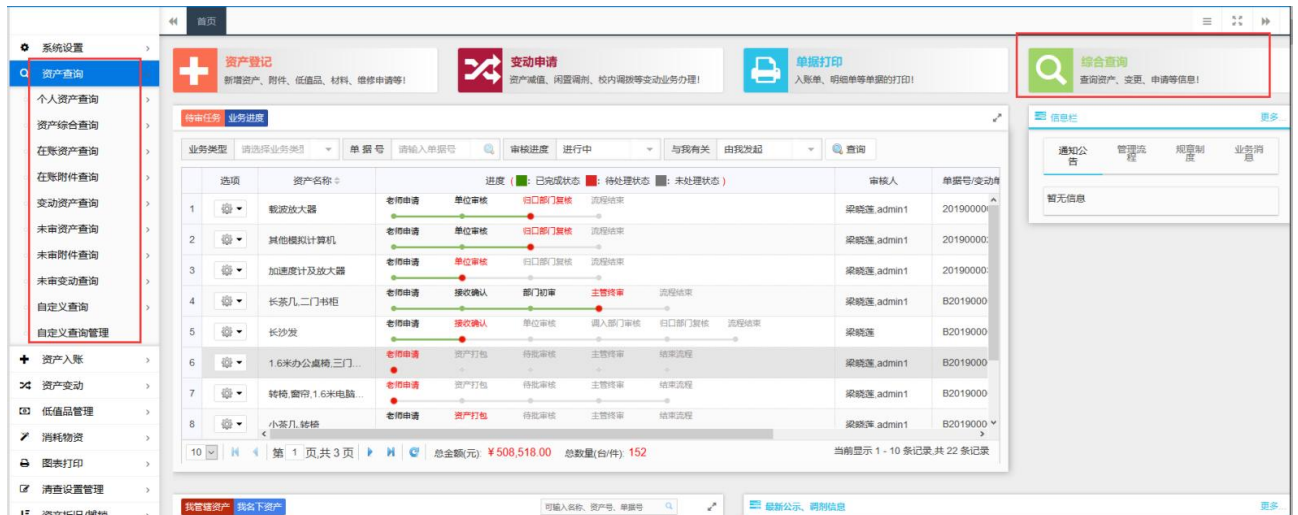 首页
系统设置
资产查询
个人资产查询
资产综合查询
在账资产查询
在账附件查询
变动资产查询
未审资产查询
未审附件查询
未审变动查询
自定义查询
自定义查询管理
资产入账
资产变动
低值品管理
消耗物资
图表打印
清查设置管理
资产登记
新增资产、附件、低值品、材料、维修申请等!
变动申请
资产减值、闲置调剂、校内调拨等变动业务办理!
单据打印
入账单、明细单等单据的打印!
综合查询
查询资产、变更、申请等信息!
待审任务 业务进度
业务类型 请选择业务类型 单据号 请输入单据号 审核进度 进行中 与我有关 由我发起 查询
选项 资产名称 进度 ( : 已完成状态 : 待处理状态 : 未处理状态 ) 审核人 单据号/变动单
1 载波放大器 老师申请 单位审核 归口部门复核 流程结束 梁晓莲,admin1 20190000
2 其他模拟计算机 老师申请 单位审核 归口部门复核 流程结束 梁晓莲,admin1 20190000
3 加速度计及放大器 老师申请 单位审核 归口部门复核 流程结束 梁晓莲,admin1 20190000
4 长茶几,二门书柜 老师申请 接收确认 部门初审 主管终审 流程结束 梁晓莲,admin1 B2019000
5 长沙发 老师申请 接收确认 单位审核 调入部门审核 归口部门复核 流程结束 梁晓莲 B2019000
6 1.6米办公桌椅,三门... 老师申请 资产打包 待批审核 主管终审 结束流程 梁晓莲,admin1 B2019000
7 转椅,窗帘,1.6米电脑... 老师申请 资产打包 待批审核 主管终审 结束流程 梁晓莲,admin1 B2019000
8 小茶几,转椅 老师申请 资产打包 待批审核 主管终审 结束流程 梁晓莲,admin1 B2019000
10 第 1 页,共 3 页 总金额(元): ¥508,518.00 总数量(台/件): 152 当前显示 1 - 10 条记录,共 22 条记录
信息栏 更多...
通知公告 管理流程 规章制度 业务消息
暂无信息
我管辖资产 我名下资产 可输入名称、资产号、单据号
最新公示、调剂信息 更多...